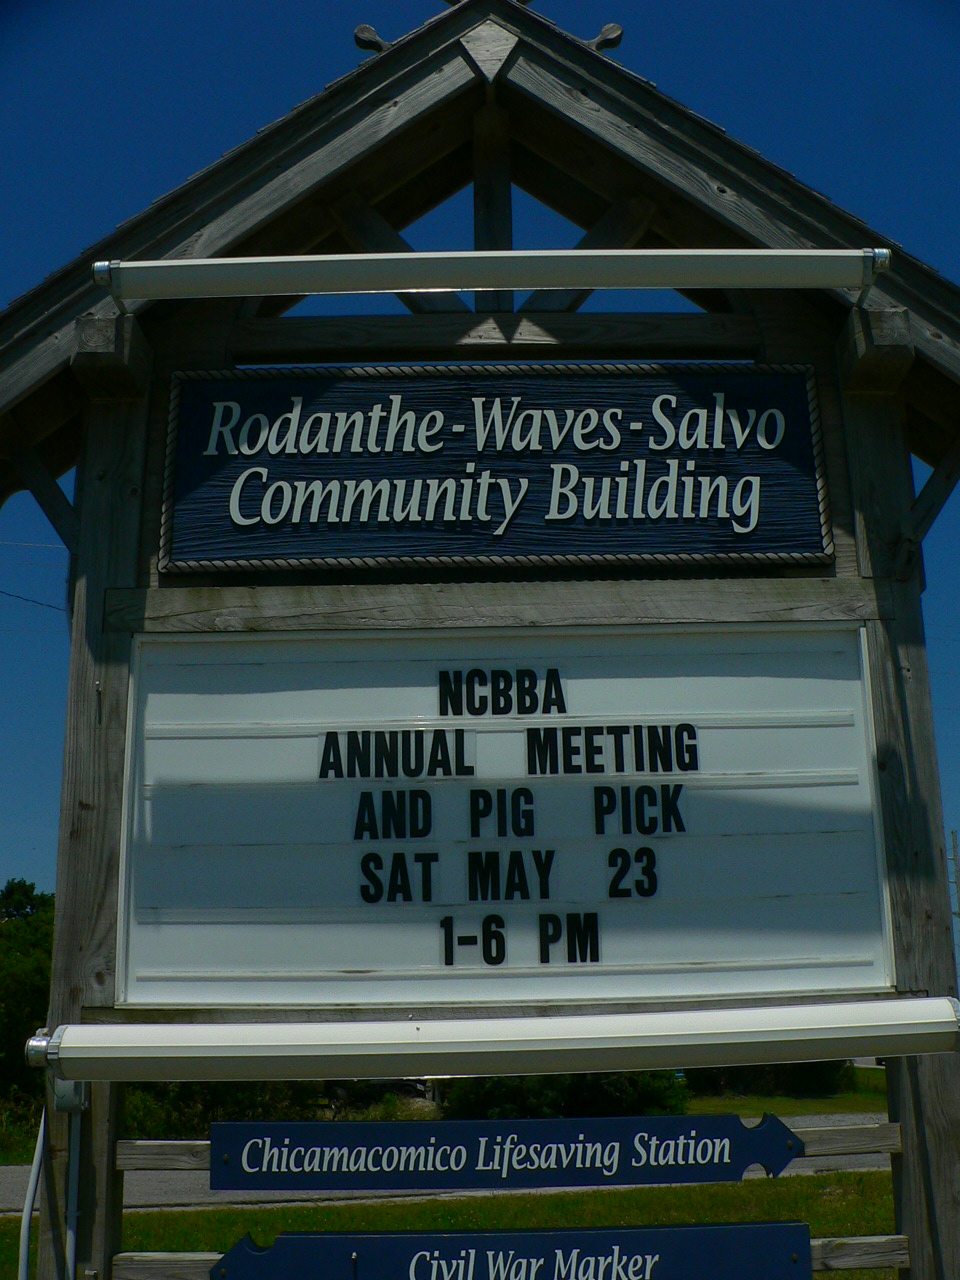 Rodanthe-Waves-Salvo
Community Building
NCBBA
ANNUAL MEETING
AND PIG PICK
SAT MAY 23
1-6 PM
Chicamacomico Lifesaving Station
Civil War Marker